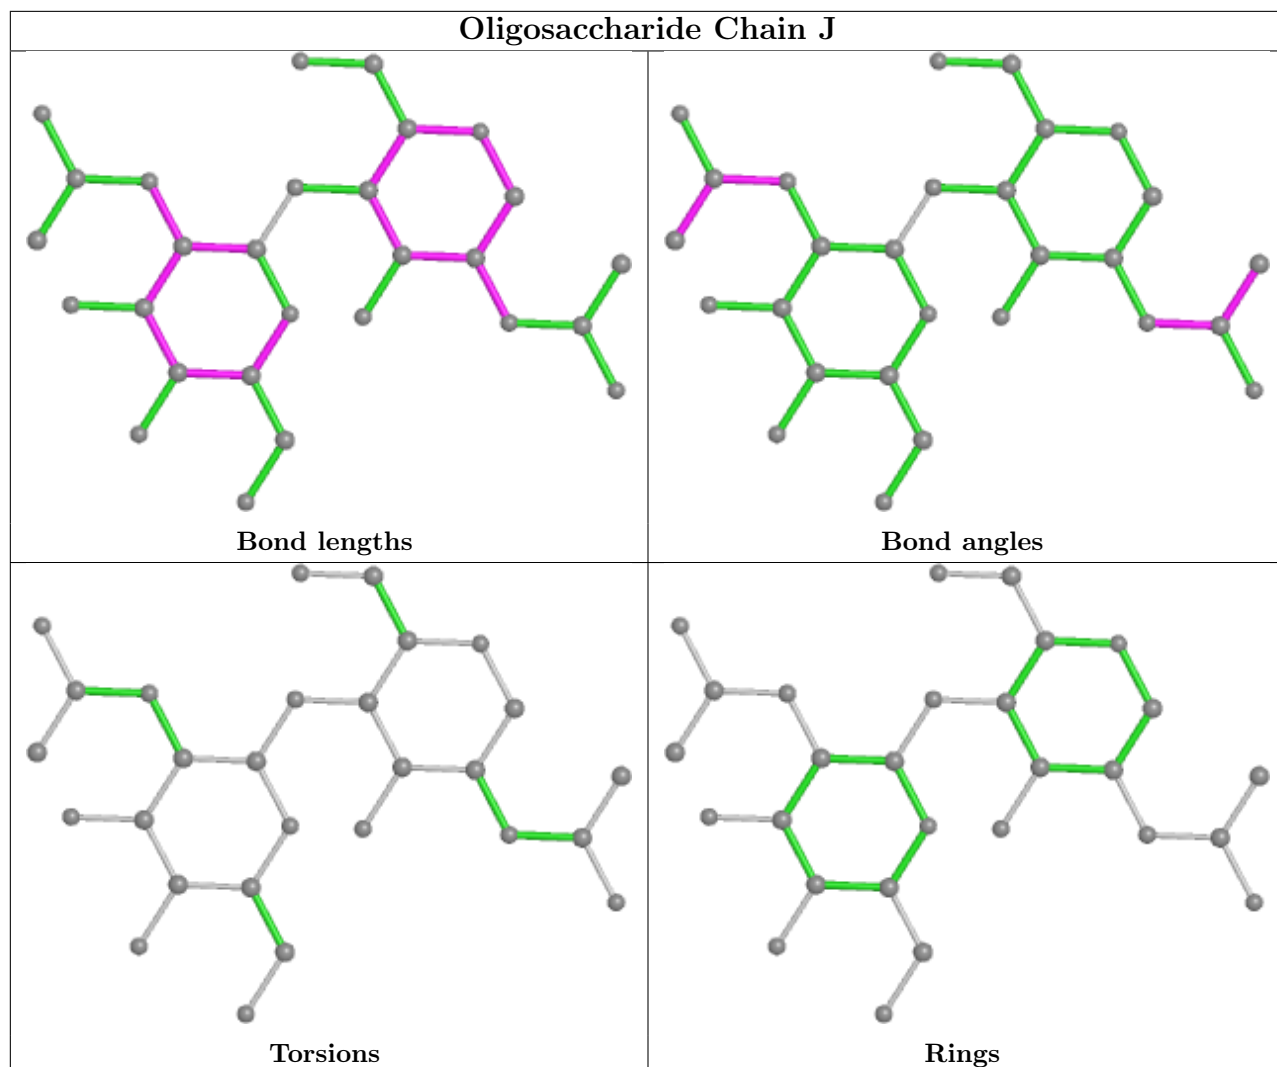 Oligosaccharide Chain J
Bond lengths
Bond angles
Torsions
Rings